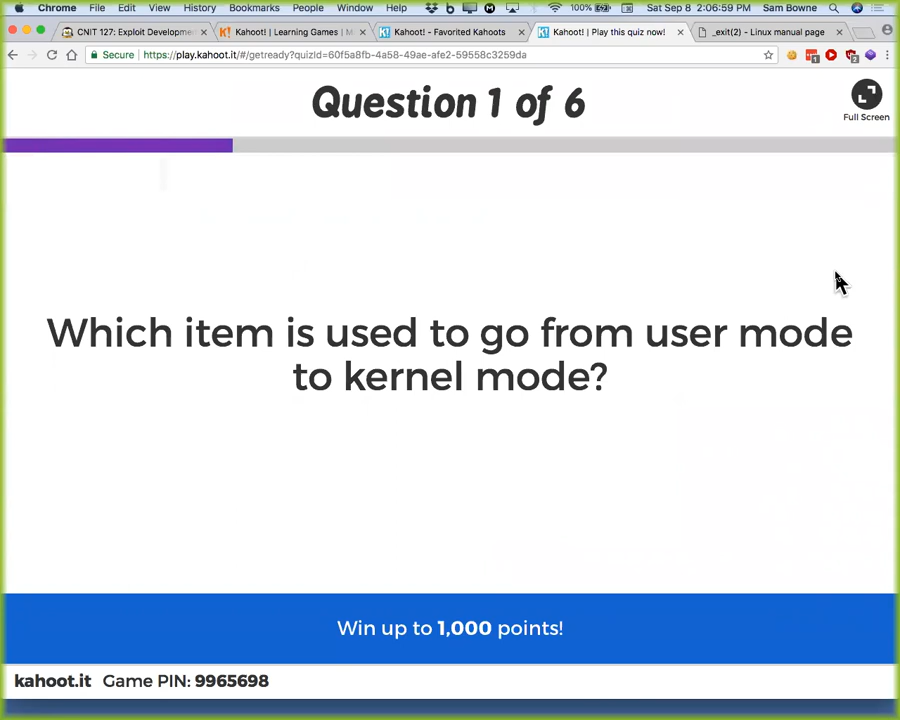 Chrome File Edit View History Bookmarks People Window Help 100% Sat Sep 8 2:06:59 PM Sam Bowne
CNIT 127: Exploit Developmen Kahoot! | Learning Games | M Kahoot! - Favorited Kahoots Kahoot! | Play this quiz now! _exit(2) - Linux manual page
Secure https://play.kahoot.it/#/getready?quizId=60f5a8fb-4a58-49ae-afe2-59558c3259da
Question 1 of 6
Full Screen
Which item is used to go from user mode
to kernel mode?
Win up to 1,000 points!
kahoot.it Game PIN: 9965698